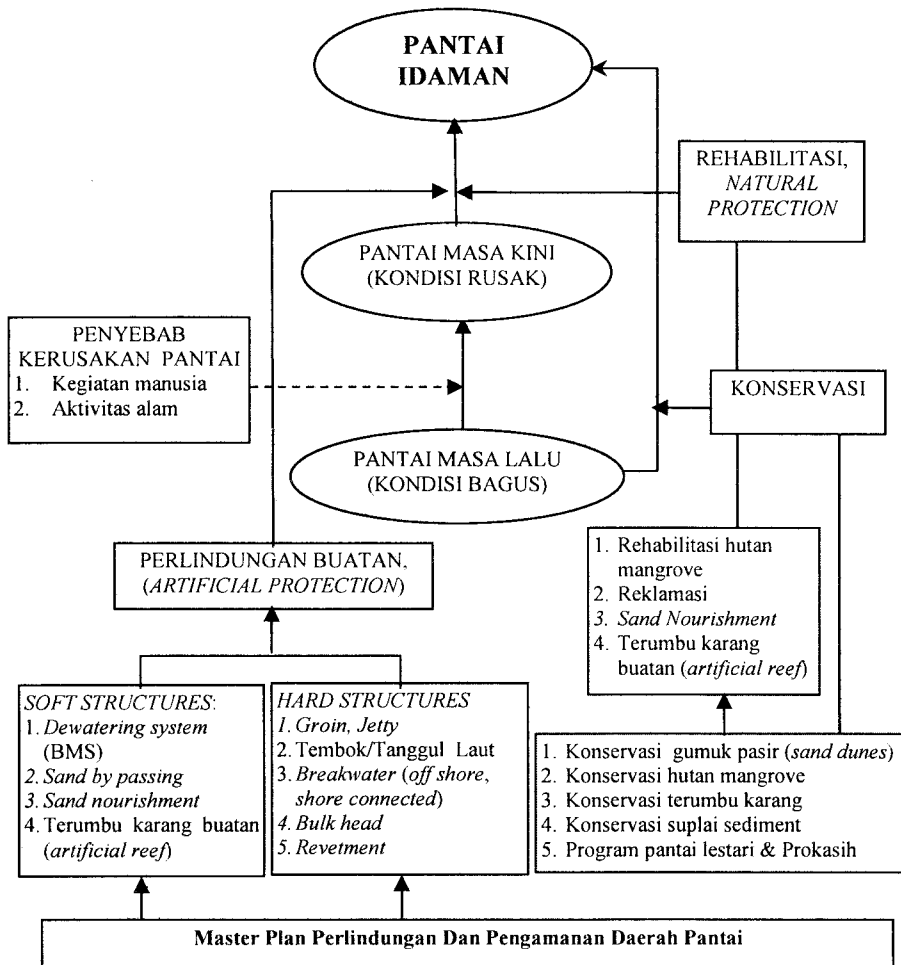 PANTAI
IDAMAN
REHABILITASI,
NATURAL
PROTECTION
PANTAI MASA KINI
(KONDISI RUSAK)
PENYEBAB
KERUSAKAN PANTAI
1. Kegiatan manusia
2. Aktivitas alam
KONSERVASI
PANTAI MASA LALU
(KONDISI BAGUS)
PERLINDUNGAN BUATAN,
(ARTIFICIAL PROTECTION)
1. Rehabilitasi hutan
mangrove
2. Reklamasi
3. Sand Nourishment
4. Terumbu karang
buatan (artificial reef)
SOFT STRUCTURES:
1. Dewatering system
(BMS)
2. Sand by passing
3. Sand nourishment
4. Terumbu karang buatan
(artificial reef)
HARD STRUCTURES
1. Groin, Jetty
2. Tembok/Tanggul Laut
3. Breakwater (off shore,
shore connected)
4. Bulk head
5. Revetment
1. Konservasi gumuk pasir (sand dunes)
2. Konservasi hutan mangrove
3. Konservasi terumbu karang
4. Konservasi suplai sediment
5. Program pantai lestari & Prokasih
Master Plan Perlindungan Dan Pengamanan Daerah Pantai